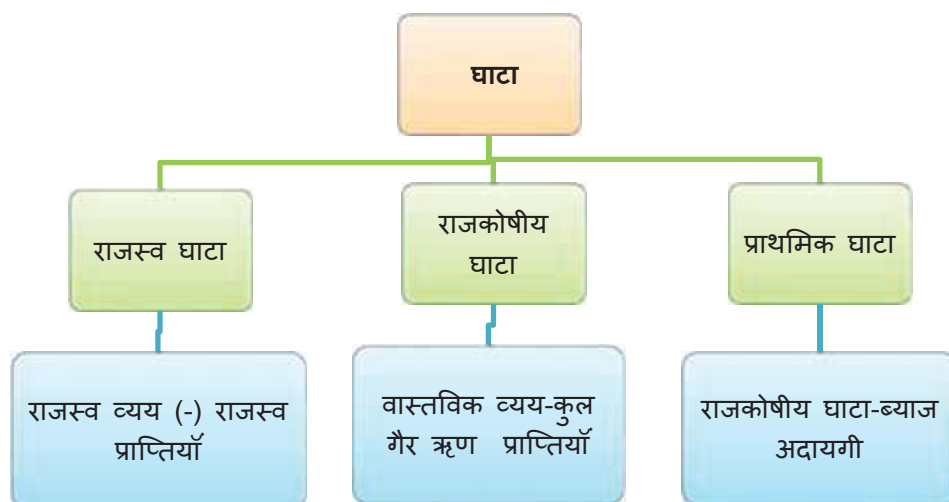 घाटा
राजस्व घाटा
राजकोषीय
घाटा
प्राथमिक घाटा
राजस्व व्यय (-) राजस्व
प्राप्तियॉ
वास्तविक व्यय-कुल
गैर ऋण प्राप्तियॉ
राजकोषीय घाटा-ब्याज
अदायगी